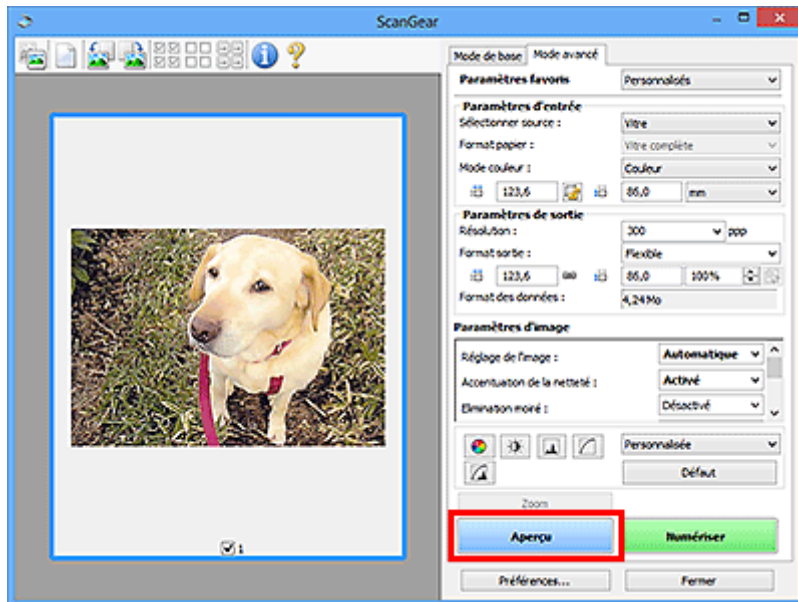 ScanGear
Mode de base Mode avancé
Paramètres favoris Personnalisés
Paramètres d'entrée
Sélectionner source : Vitre
Format papier : Vitre complète
Mode couleur : Couleur
123,6 86,0 mm
Paramètres de sortie
Résolution : 300 ppp
Format sortie : Flexible
123,6 86,0 100%
Format des données : 4,24 Mo
Paramètres d'image
Réglage de l'image : Automatique
Accentuation de la netteté : Activé
Elimination moiré : Désactivé
Personnalisée
Défaut
Zoom
Aperçu Numériser
1
Préférences... Fermer